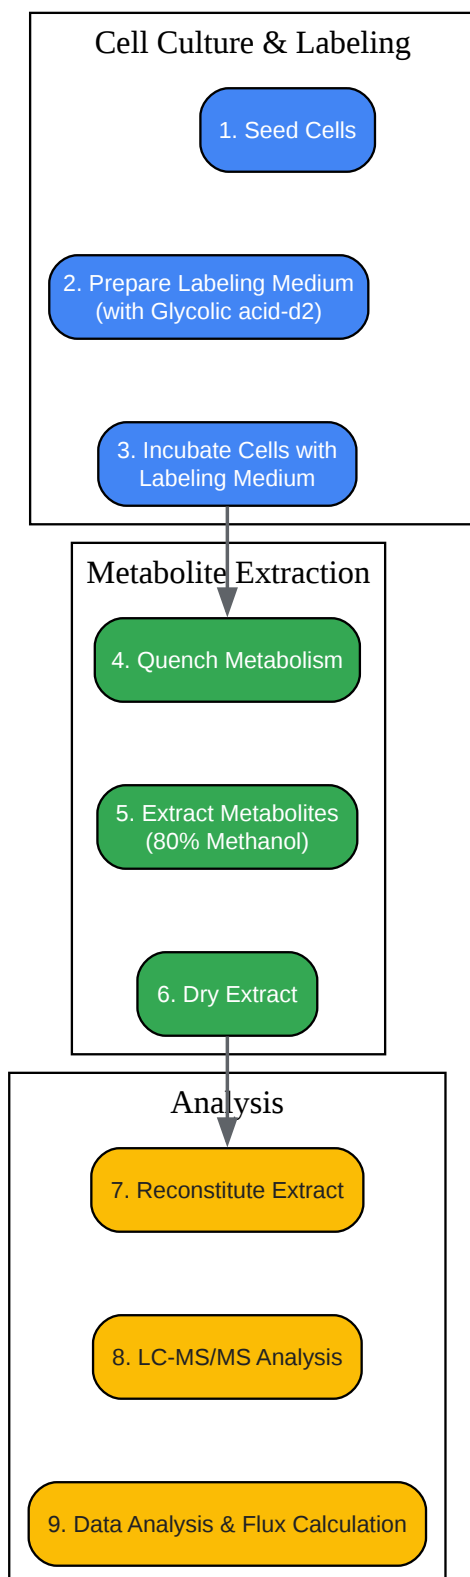 Cell Culture & Labeling
1. Seed Cells
2. Prepare Labeling Medium
(with Glycolic acid-d2)
3. Incubate Cells with
Labeling Medium
Metabolite Extraction
4. Quench Metabolism
5. Extract Metabolites
(80% Methanol)
6. Dry Extract
Analysis
7. Reconstitute Extract
8. LC-MS/MS Analysis
9. Data Analysis & Flux Calculation